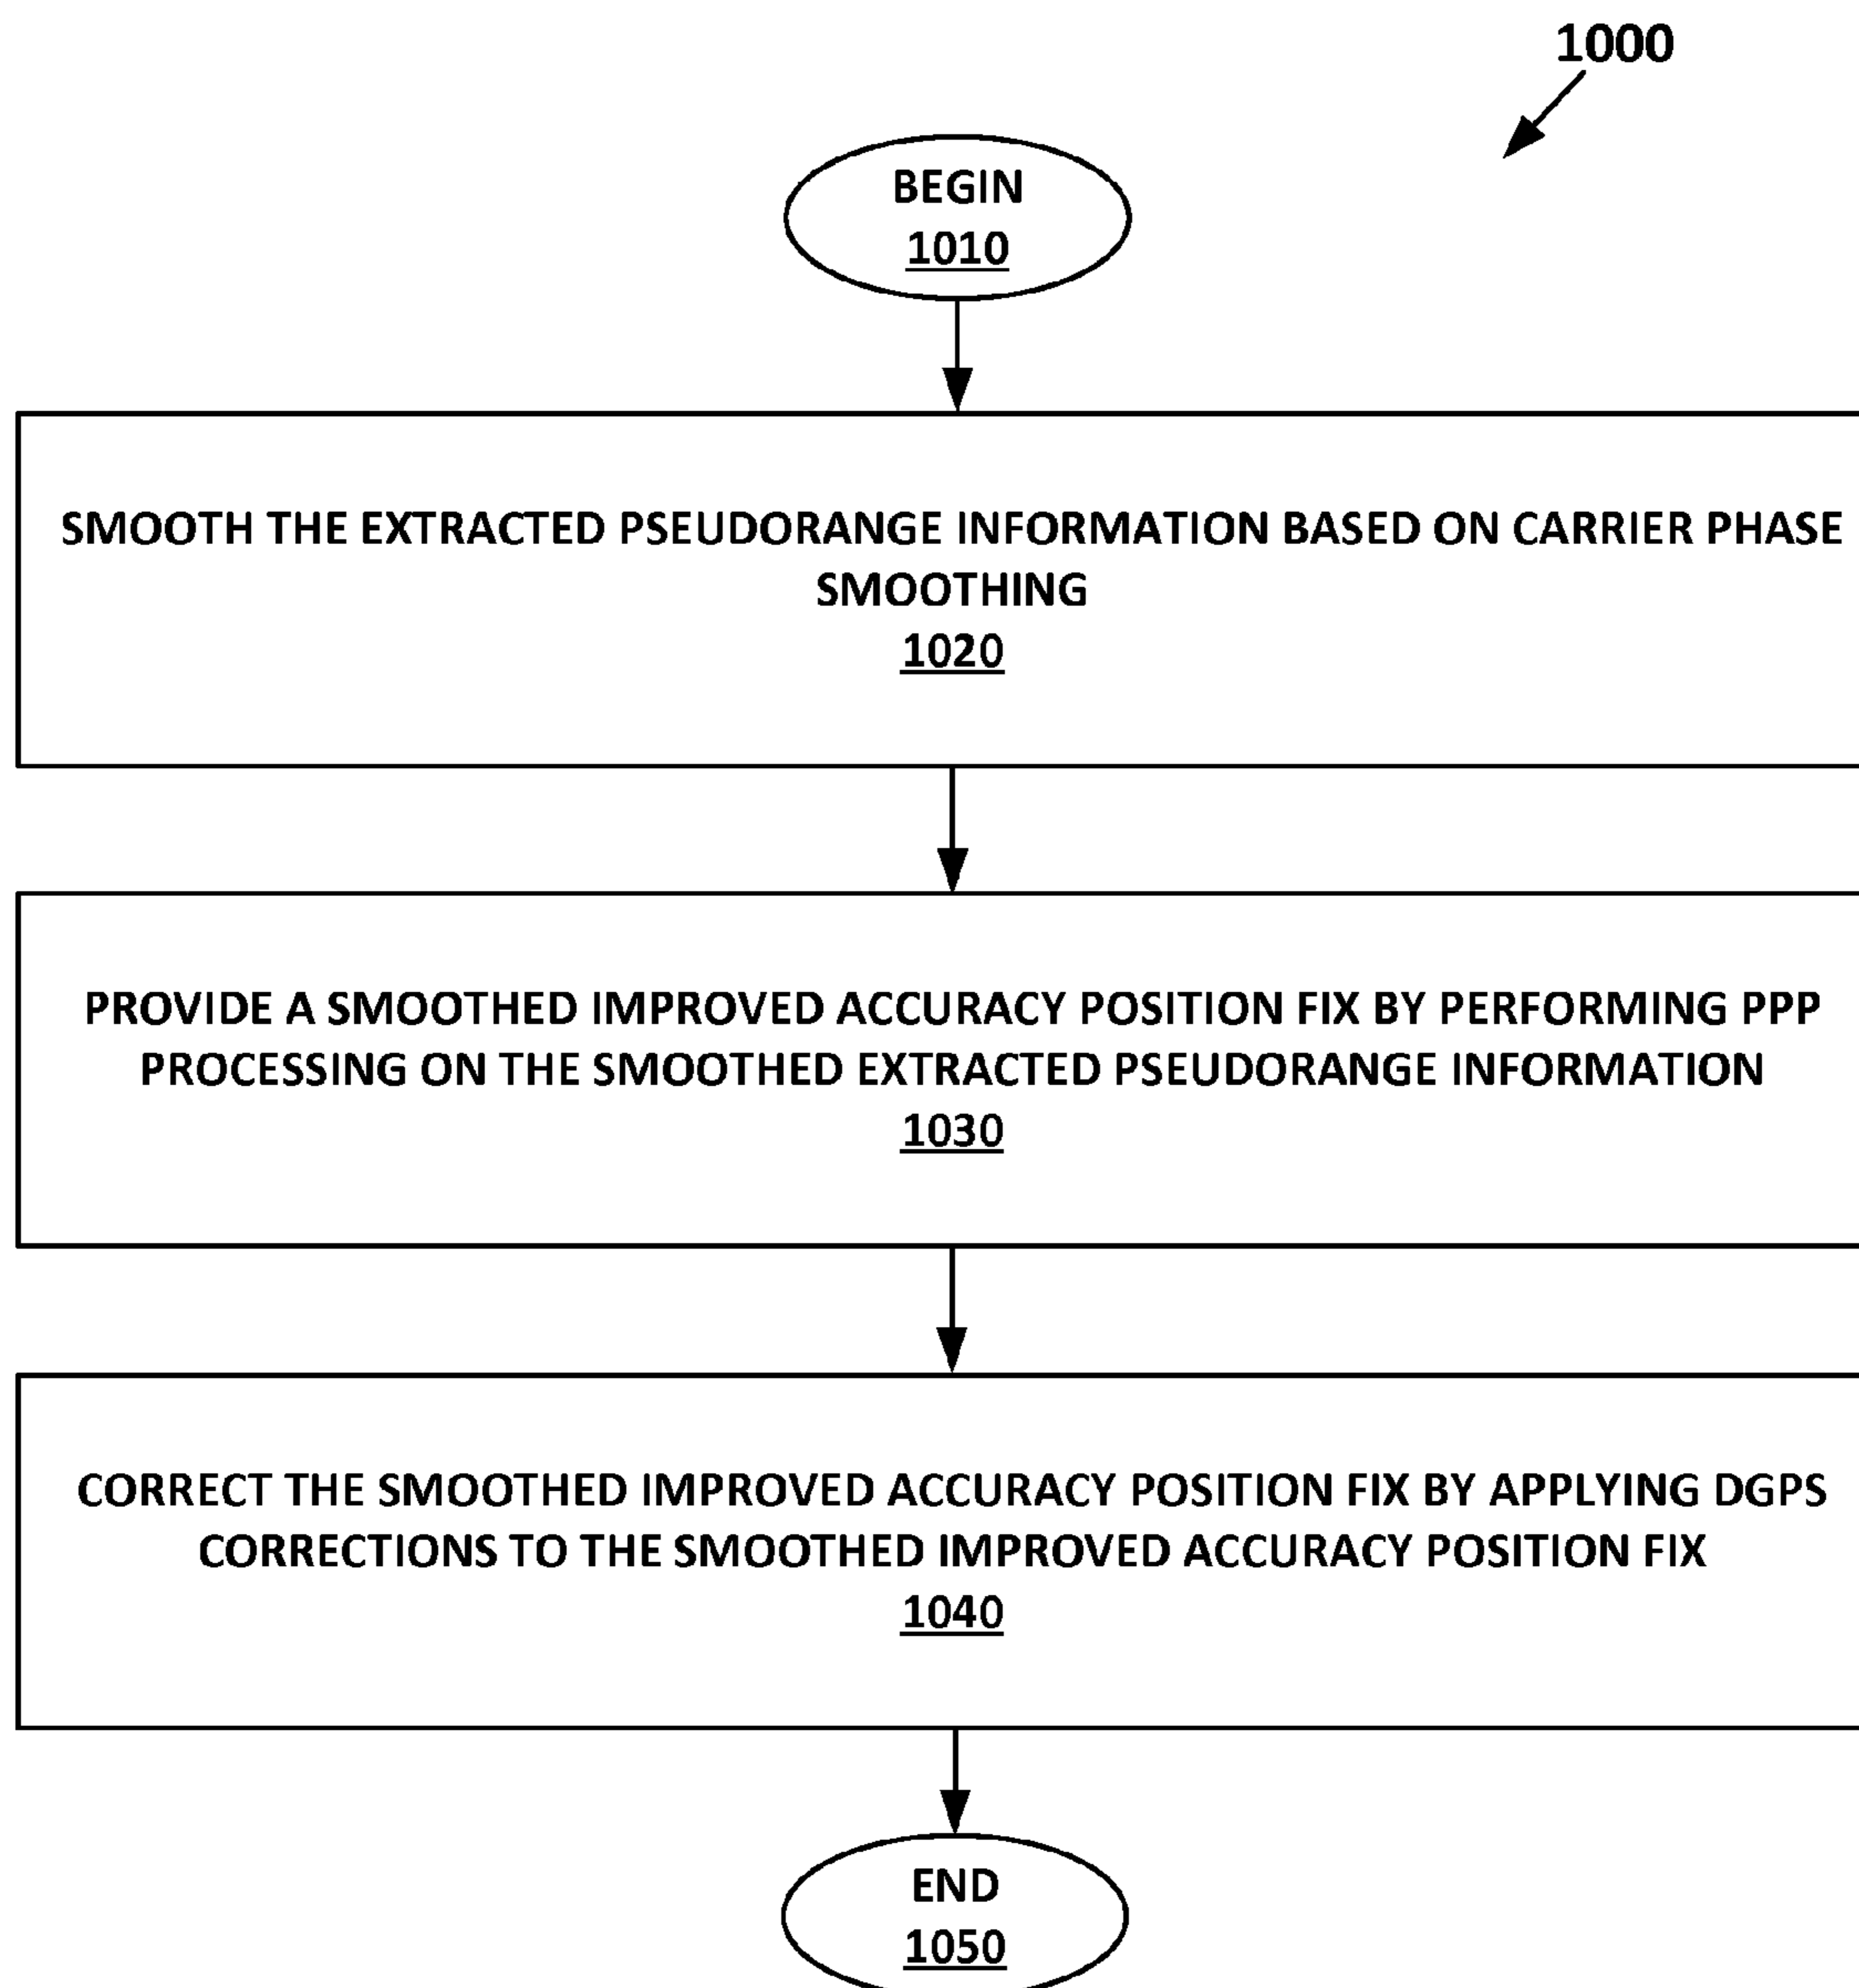 1000
BEGIN
1010
SMOOTH THE EXTRACTED PSEUDORANGE INFORMATION BASED ON CARRIER PHASE
SMOOTHING
1020
PROVIDE A SMOOTHED IMPROVED ACCURACY POSITION FIX BY PERFORMING PPP
PROCESSING ON THE SMOOTHED EXTRACTED PSEUDORANGE INFORMATION
1030
CORRECT THE SMOOTHED IMPROVED ACCURACY POSITION FIX BY APPLYING DGPS
CORRECTIONS TO THE SMOOTHED IMPROVED ACCURACY POSITION FIX
1040
END
1050